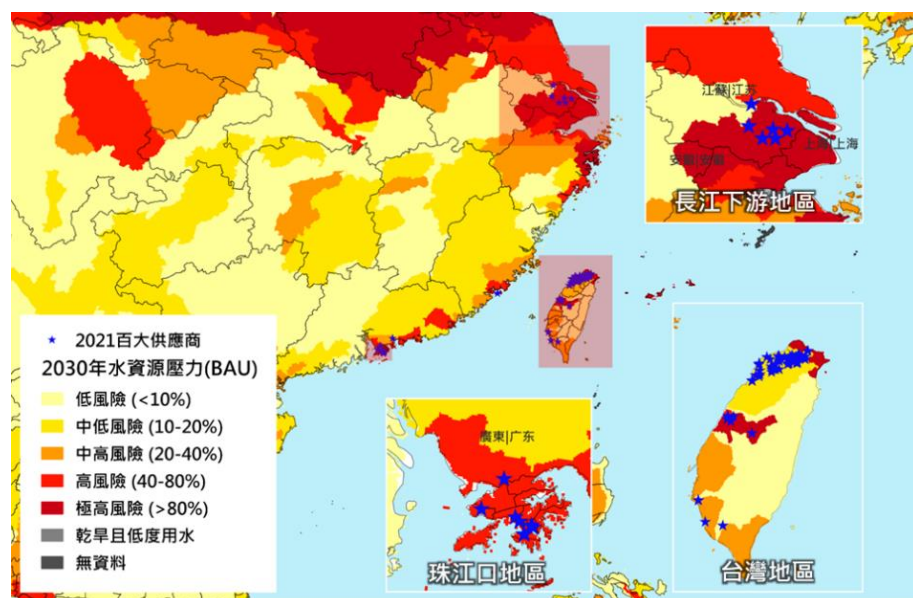 江蘇|江苏
上海|上海
安徽|安徽
長江下游地區
★ 2021百大供應商
2030年水資源壓力(BAU)
低風險 (<10%)
中低風險 (10-20%)
中高風險 (20-40%)
高風險 (40-80%)
極高風險 (>80%)
乾旱且低度用水
無資料
廣東|广东
珠江口地區
台灣地區